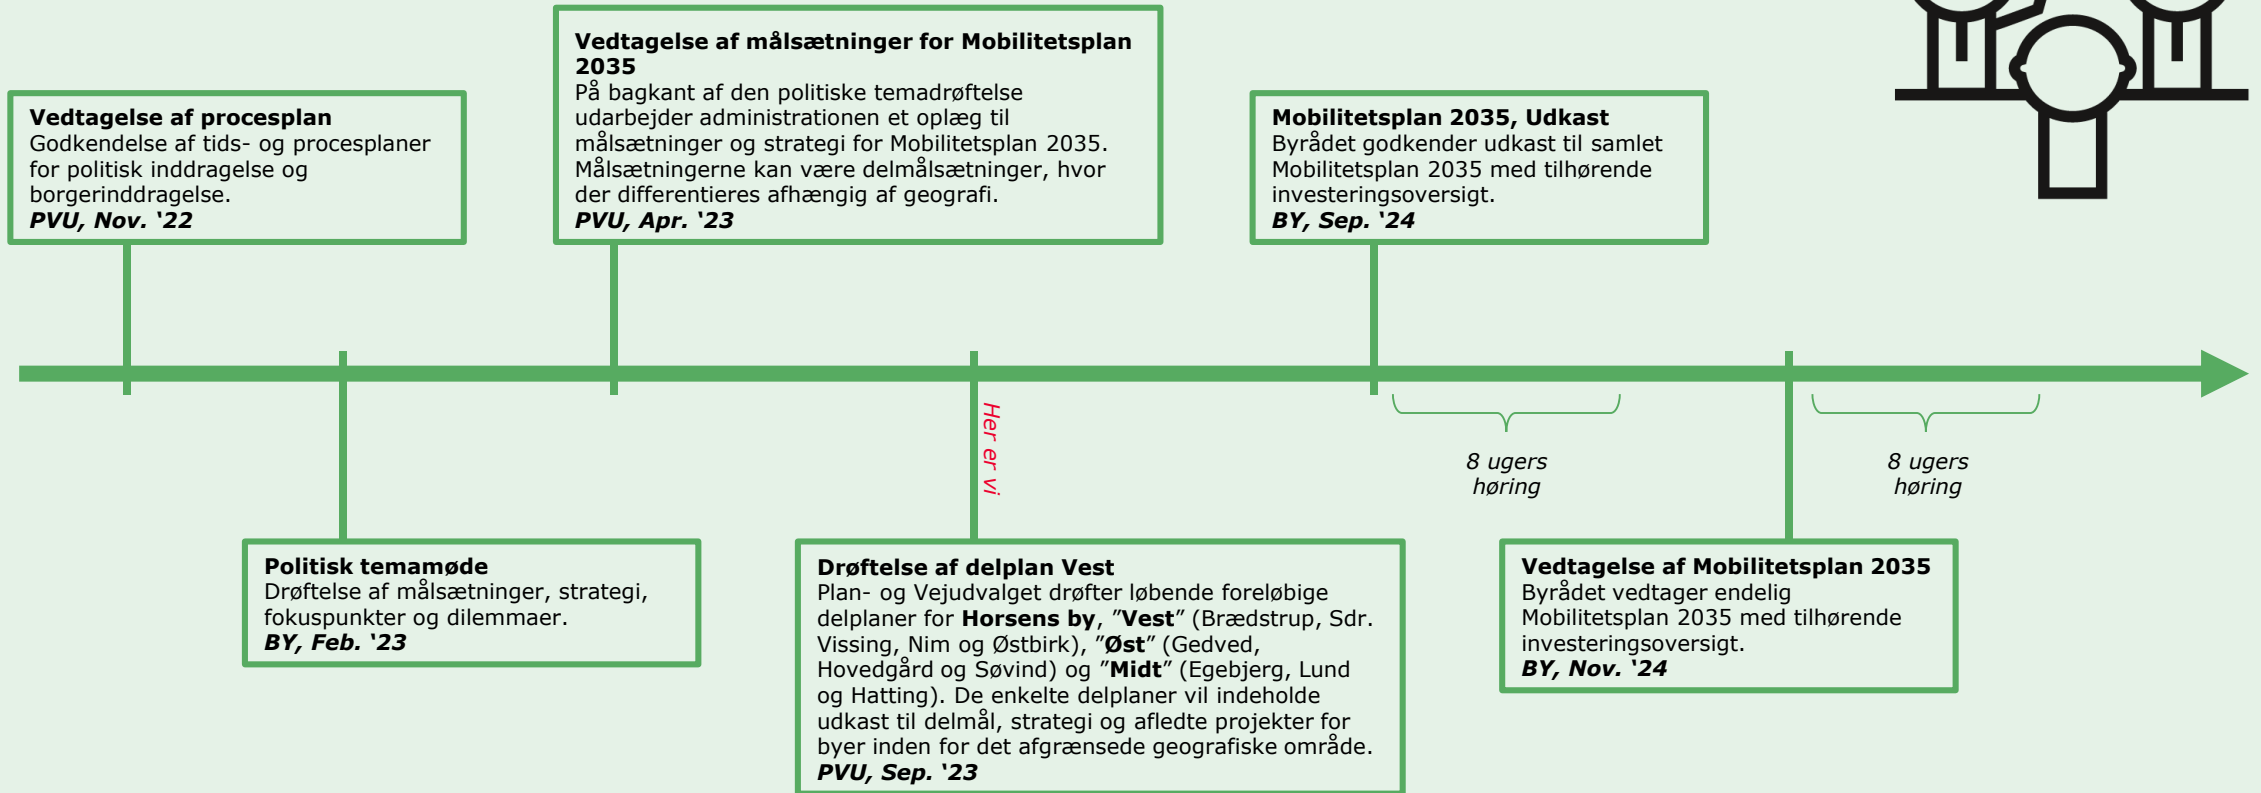 Vedtagelse af procesplan
Godkendelse af tids- og procesplaner
for politisk inddragelse og
borgerinddragelse.
PVU, Nov. ‘22
Vedtagelse af målsætninger for Mobilitetsplan
2035
På bagkant af den politiske temadrøftelse
udarbejder administrationen et oplæg til
målsætninger og strategi for Mobilitetsplan 2035.
Målsætningerne kan være delmålsætninger, hvor
der differentieres afhængig af geografi.
PVU, Apr. ‘23
Mobilitetsplan 2035, Udkast
Byrådet godkender udkast til samlet
Mobilitetsplan 2035 med tilhørende
investeringsoversigt.
BY, Sep. ‘24
Her er vi
8 ugers
høring
8 ugers
høring
Politisk temamøde
Drøftelse af målsætninger, strategi,
fokuspunkter og dilemmaer.
BY, Feb. ‘23
Drøftelse af delplan Vest
Plan- og Vejudvalget drøfter løbende foreløbige
delplaner for Horsens by, ”Vest” (Brædstrup, Sdr.
Vissing, Nim og Østbirk), ”Øst” (Gedved,
Hovedgård og Søvind) og ”Midt” (Egebjerg, Lund
og Hatting). De enkelte delplaner vil indeholde
udkast til delmål, strategi og afledte projekter for
byer inden for det afgrænsede geografiske område.
PVU, Sep. ‘23
Vedtagelse af Mobilitetsplan 2035
Byrådet vedtager endelig
Mobilitetsplan 2035 med tilhørende
investeringsoversigt.
BY, Nov. ‘24